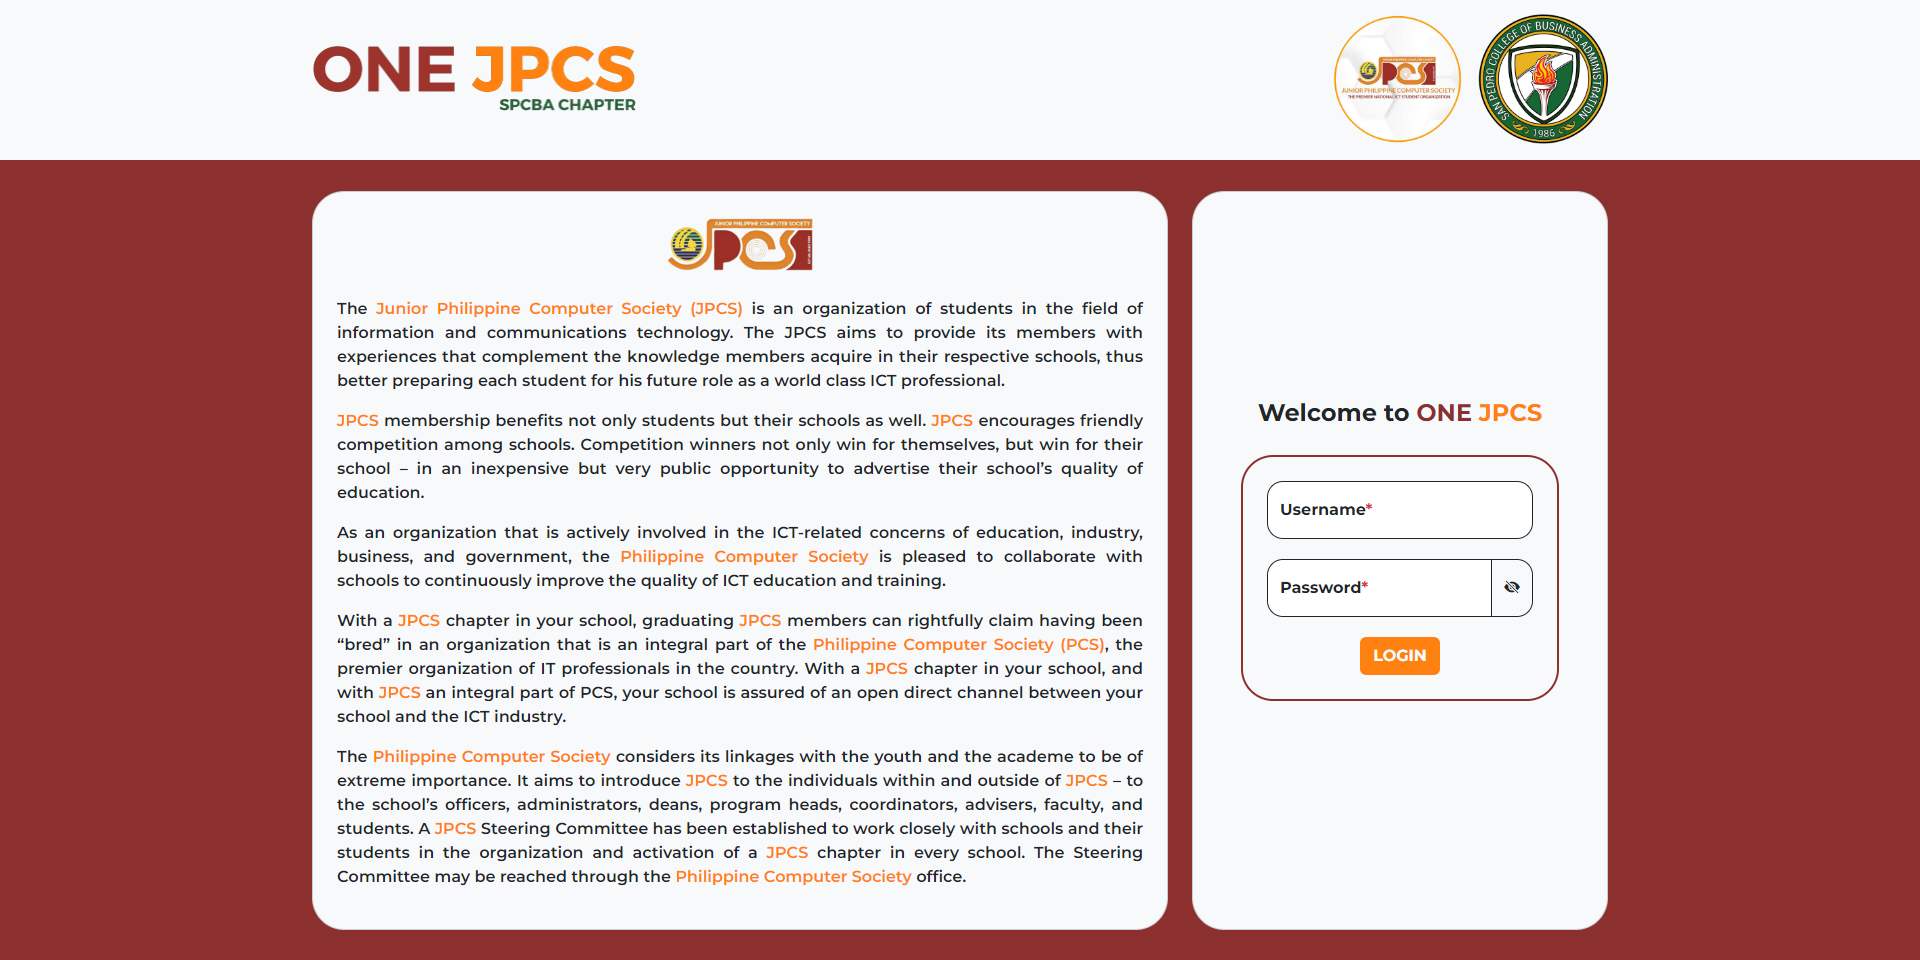 ONE JPCS
SPCBA CHAPTER
JUNIOR PHILIPPINE COMPUTER SOCIETY
JPCS
JUNIOR PHILIPPINE COMPUTER SOCIETY
THE PREMIER NATIONAL ICT STUDENT ORGANIZATION
SAN PEDRO COLLEGE OF BUSINESS ADMINISTRATION
1986
JUNIOR PHILIPPINE COMPUTER SOCIETY
JPCS
The Junior Philippine Computer Society (JPCS) is an organization of students in the field of
information and communications technology. The JPCS aims to provide its members with
experiences that complement the knowledge members acquire in their respective schools, thus
better preparing each student for his future role as a world class ICT professional.
JPCS membership benefits not only students but their schools as well. JPCS encourages friendly
competition among schools. Competition winners not only win for themselves, but win for their
school – in an inexpensive but very public opportunity to advertise their school’s quality of
education.
As an organization that is actively involved in the ICT-related concerns of education, industry,
business, and government, the Philippine Computer Society is pleased to collaborate with
schools to continuously improve the quality of ICT education and training.
With a JPCS chapter in your school, graduating JPCS members can rightfully claim having been
“bred” in an organization that is an integral part of the Philippine Computer Society (PCS), the
premier organization of IT professionals in the country. With a JPCS chapter in your school, and
with JPCS an integral part of PCS, your school is assured of an open direct channel between your
school and the ICT industry.
The Philippine Computer Society considers its linkages with the youth and the academe to be of
extreme importance. It aims to introduce JPCS to the individuals within and outside of JPCS – to
the school’s officers, administrators, deans, program heads, coordinators, advisers, faculty, and
students. A JPCS Steering Committee has been established to work closely with schools and their
students in the organization and activation of a JPCS chapter in every school. The Steering
Committee may be reached through the Philippine Computer Society office.
Welcome to ONE JPCS
Username*
Password*
LOGIN